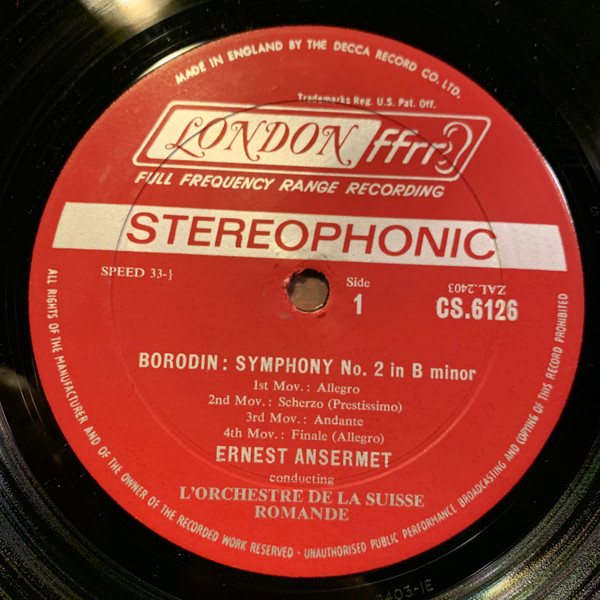 MADE IN ENGLAND BY THE DECCA RECORD CO. LTD.
Trademarks Reg. U.S. Pat. Off.
LONDON ffrr
FULL FREQUENCY RANGE RECORDING
STEREOPHONIC
SPEED 33-⅓
Side
1
ZAL.2403
CS.6126
BORODIN: SYMPHONY No. 2 in B minor
1st Mov.: Allegro
2nd Mov.: Scherzo (Prestissimo)
3rd Mov.: Andante
4th Mov.: Finale (Allegro)
ERNEST ANSERMET
conducting
L'ORCHESTRE DE LA SUISSE
ROMANDE
ALL RIGHTS OF THE MANUFACTURER AND OF THE OWNER OF THE RECORDED WORK RESERVED · UNAUTHORISED PUBLIC PERFORMANCE BROADCASTING AND COPYING OF THIS RECORD PROHIBITED
403-1E